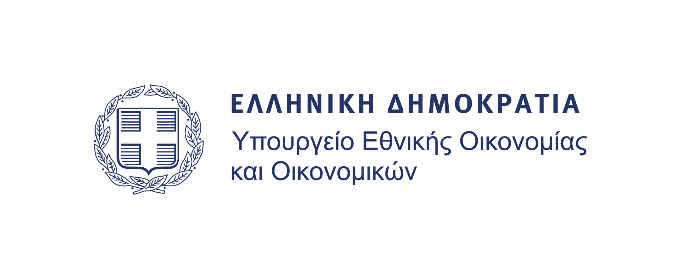 ΕΛΛΗΝΙΚΗ ΔΗΜΟΚΡΑΤΙΑ
Υπουργείο Εθνικής Οικονομίας
και Οικονομικών